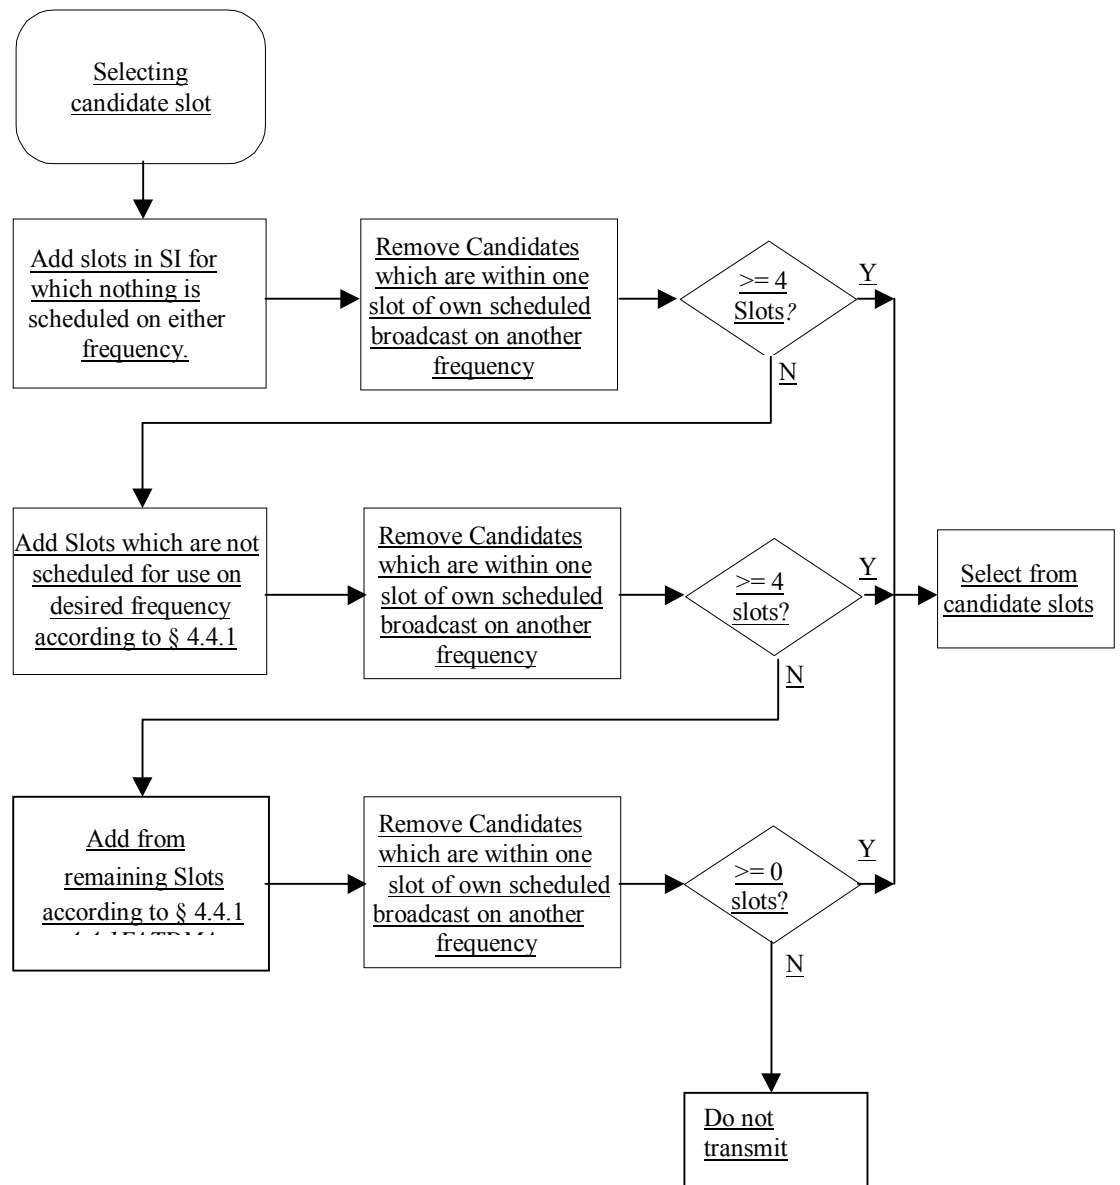 Selecting
candidate slot
Add slots in SI for
which nothing is
scheduled on either
frequency.
Remove Candidates
which are within one
slot of own scheduled
broadcast on another
frequency
>= 4
Slots?
Y
N
Add Slots which are not
scheduled for use on
desired frequency
according to § 4.4.1
Remove Candidates
which are within one
slot of own scheduled
broadcast on another
frequency
>= 4
slots?
Y
N
Select from
candidate slots
Add from
remaining Slots
according to § 4.4.1
Remove Candidates
which are within one
slot of own scheduled
broadcast on another
frequency
>= 0
slots?
Y
N
Do not
transmit